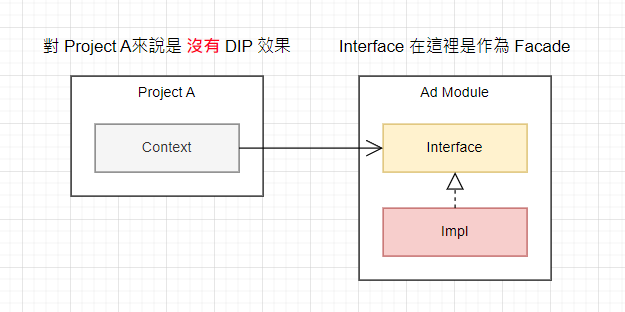 對 Project A來說是 沒有 DIP 效果
Interface 在這裡是作為 Facade
Project A
Context
Ad Module
Interface
Impl